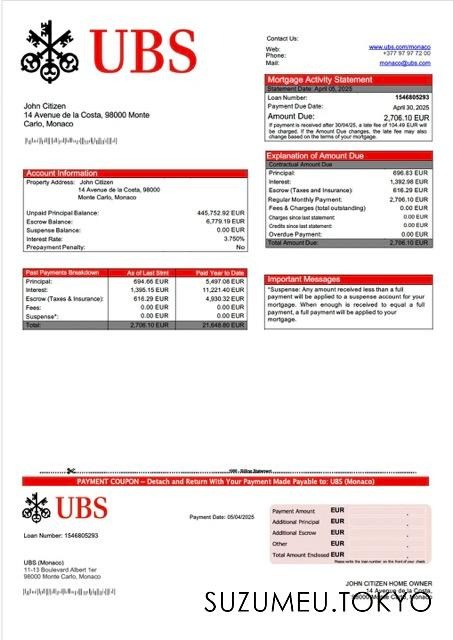 UBS
Contact Us:
Web: www.ubs.com/monaco
Phone: +377 97 97 72 00
Mail: monaco@ubs.com
Mortgage Activity Statement
Statement Date: April 05, 2025
Loan Number: 1546805293
Payment Due Date: April 30, 2025
Amount Due: 2,706.10 EUR
If payment is received after 30/04/25, a late fee of 104.49 EUR will
be charged. If the Amount Due changes, the late fee may also
change based on the terms of your mortgage.
John Citizen
14 Avenue de la Costa, 98000 Monte
Carlo, Monaco
Explanation of Amount Due
Contractual Amount Due
Principal: 696.83 EUR
Interest: 1,392.98 EUR
Escrow (Taxes and Insurance): 616.29 EUR
Regular Monthly Payment: 2,706.10 EUR
Fees & Charges (total outstanding) 0.00 EUR
Charges since last statement: 0.00 EUR
Credits since last statement: 0.00 EUR
Overdue Payment: 0.00 EUR
Total Amount Due: 2,706.10 EUR
Account Information
Property Address: John Citizen
14 Avenue de la Costa, 98000
Monte Carlo, Monaco
Unpaid Principal Balance: 445,752.92 EUR
Escrow Balance: 6,779.19 EUR
Suspense Balance: 0.00 EUR
Interest Rate: 3.750%
Prepayment Penalty: No
Past Payments Breakdown As of Last Stmt Paid Year to Date
Principal: 694.66 EUR 5,497.08 EUR
Interest: 1,395.15 EUR 11,221.40 EUR
Escrow (Taxes & Insurance): 616.29 EUR 4,930.32 EUR
Fees: 0.00 EUR 0.00 EUR
Suspense*: 0.00 EUR 0.00 EUR
Total: 2,706.10 EUR 21,648.80 EUR
Important Messages
*Suspense: Any amount received less than a full
payment will be applied to a suspense account for your
mortgage. When enough is received to equal a full
payment, a full payment will be applied to your
mortgage.
Billing Statement
PAYMENT COUPON – Detach and Return With Your Payment Made Payable to: UBS (Monaco)
UBS
Payment Date: 05/04/2025
Loan Number: 1546805293
Payment Amount EUR
Additional Principal EUR
Additional Escrow EUR
Other EUR
Total Amount Endosed EUR
Please write the loan number on the front of your check
UBS (Monaco)
11-13 Boulevard Albert 1er
98000 Monte Carlo, Monaco
JOHN CITIZEN HOME OWNER
14 Avenue de la Costa,
98000 Monte Carlo, Monaco
SUZUMEU.TOKYO